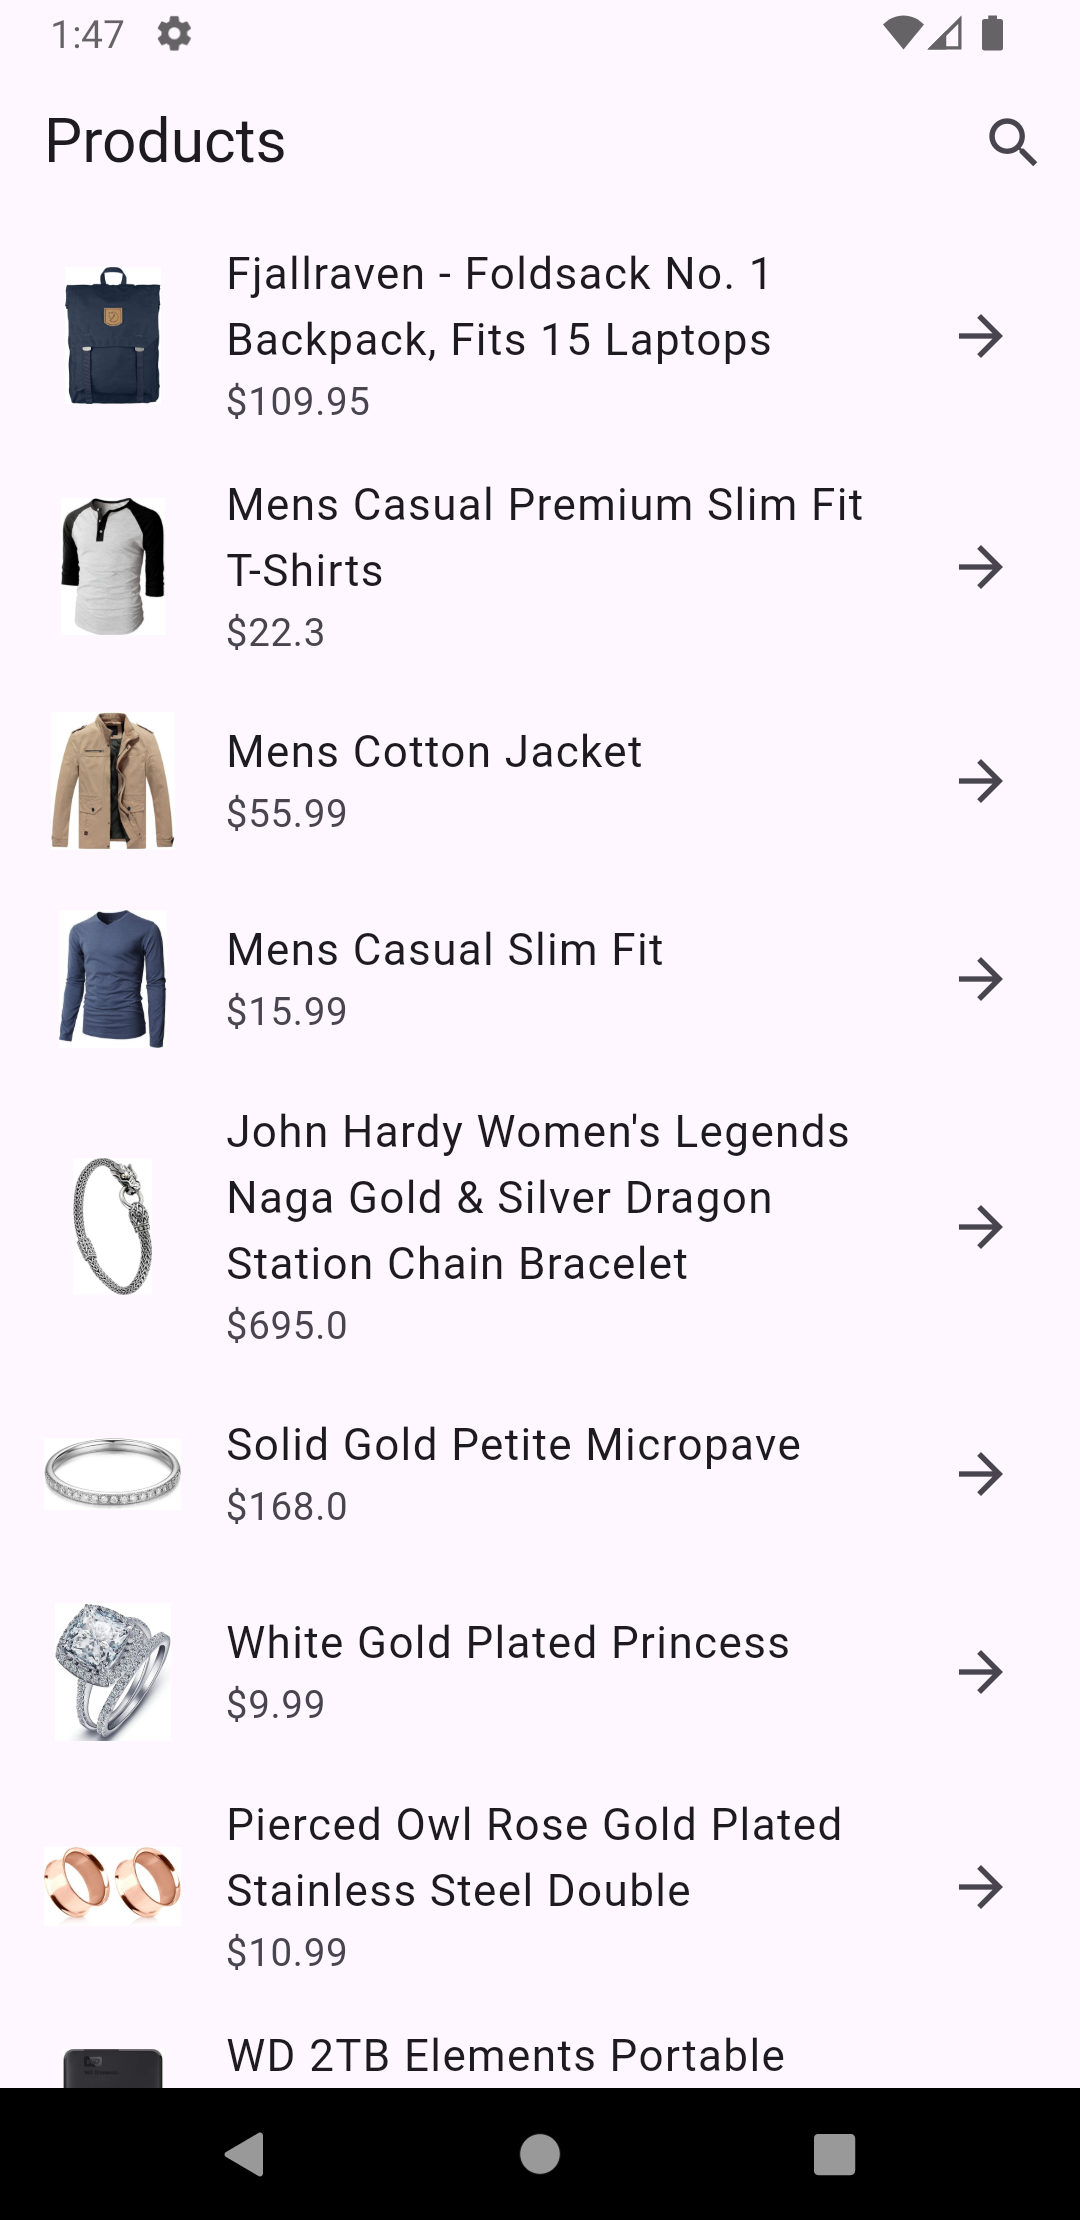 1:47
Products
Fjallraven - Foldsack No. 1
Backpack, Fits 15 Laptops
$109.95
Mens Casual Premium Slim Fit
T-Shirts
$22.3
Mens Cotton Jacket
$55.99
Mens Casual Slim Fit
$15.99
John Hardy Women's Legends
Naga Gold & Silver Dragon
Station Chain Bracelet
$695.0
Solid Gold Petite Micropave
$168.0
White Gold Plated Princess
$9.99
Pierced Owl Rose Gold Plated
Stainless Steel Double
$10.99
WD 2TB Elements Portable